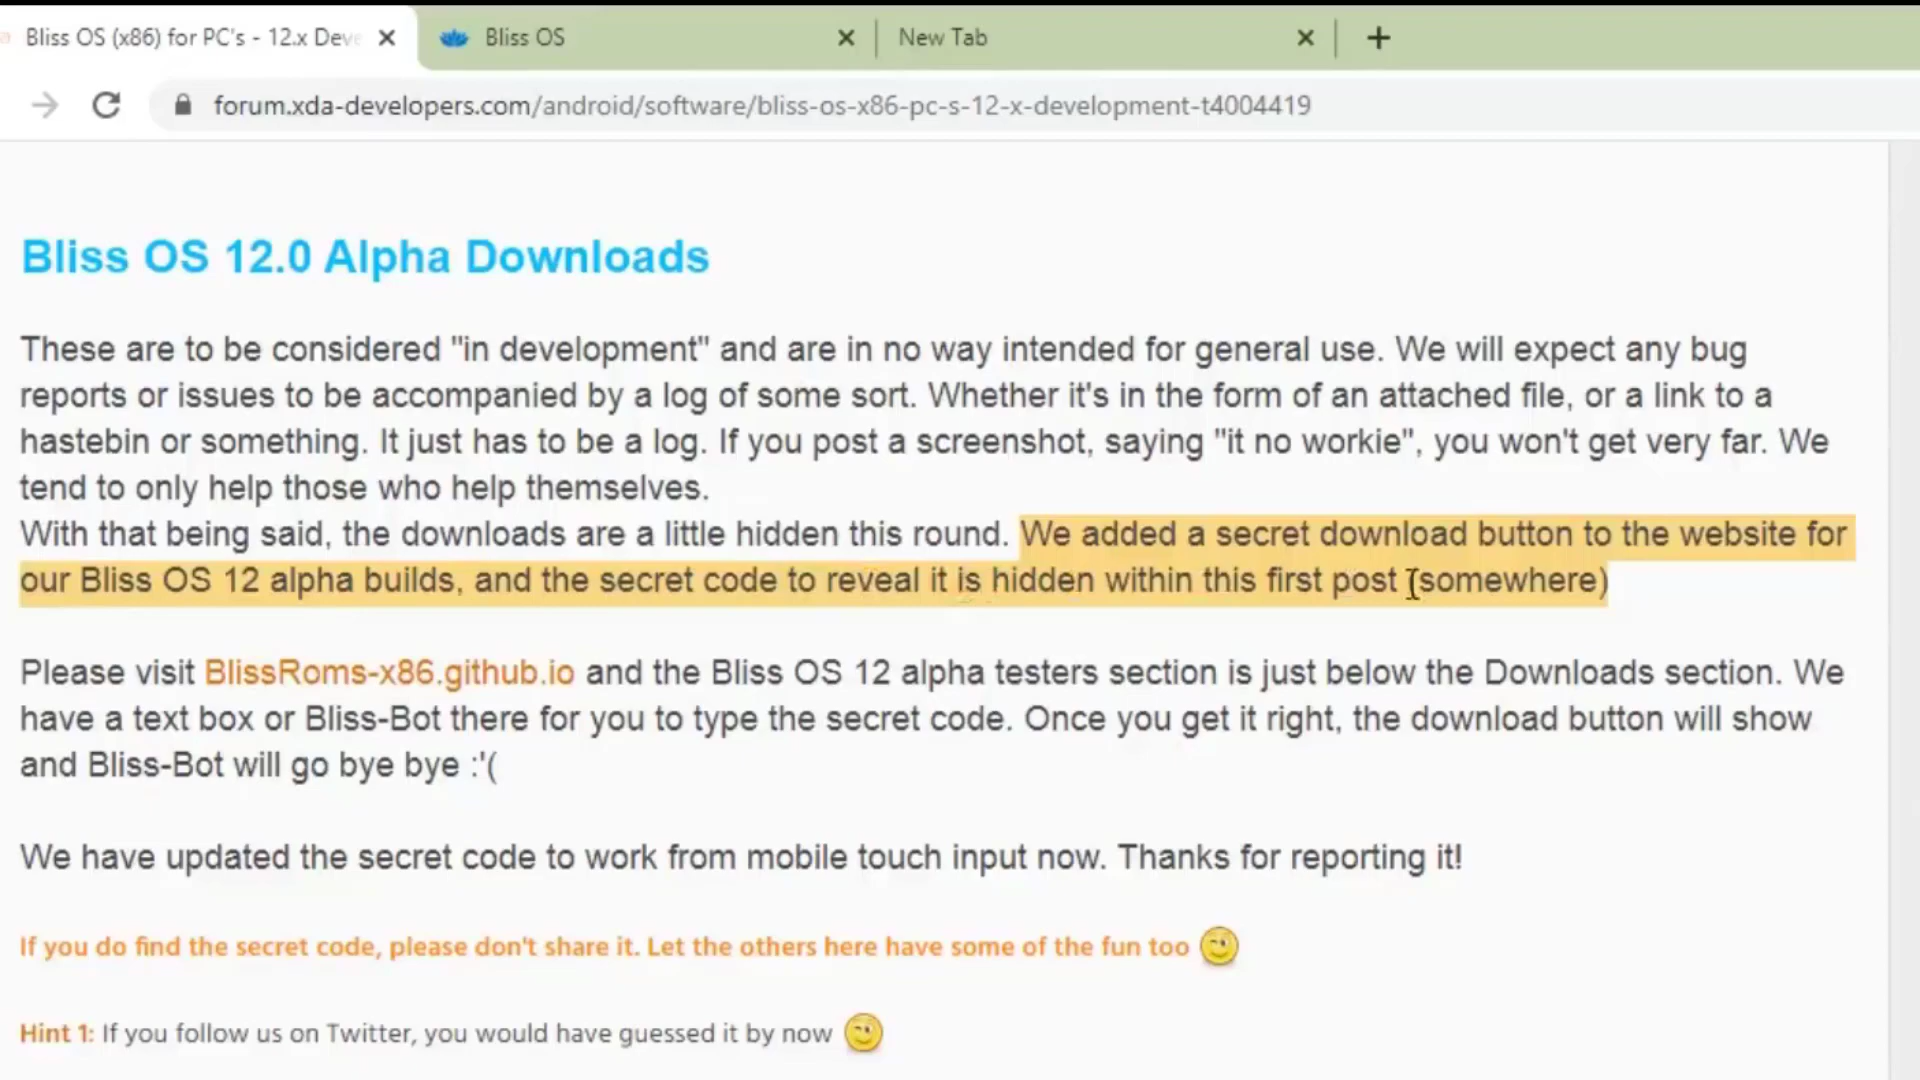 Bliss OS (x86) for PC's - 12.x Deve
Bliss OS
New Tab
forum.xda-developers.com/android/software/bliss-os-x86-pc-s-12-x-development-t4004419
Bliss OS 12.0 Alpha Downloads
These are to be considered "in development" and are in no way intended for general use. We will expect any bug
reports or issues to be accompanied by a log of some sort. Whether it's in the form of an attached file, or a link to a
hastebin or something. It just has to be a log. If you post a screenshot, saying "it no workie", you won't get very far. We
tend to only help those who help themselves.
With that being said, the downloads are a little hidden this round. We added a secret download button to the website for
our Bliss OS 12 alpha builds, and the secret code to reveal it is hidden within this first post (somewhere)
Please visit BlissRoms-x86.github.io and the Bliss OS 12 alpha testers section is just below the Downloads section. We
have a text box or Bliss-Bot there for you to type the secret code. Once you get it right, the download button will show
and Bliss-Bot will go bye bye :'(
We have updated the secret code to work from mobile touch input now. Thanks for reporting it!
If you do find the secret code, please don't share it. Let the others here have some of the fun too
Hint 1: If you follow us on Twitter, you would have guessed it by now